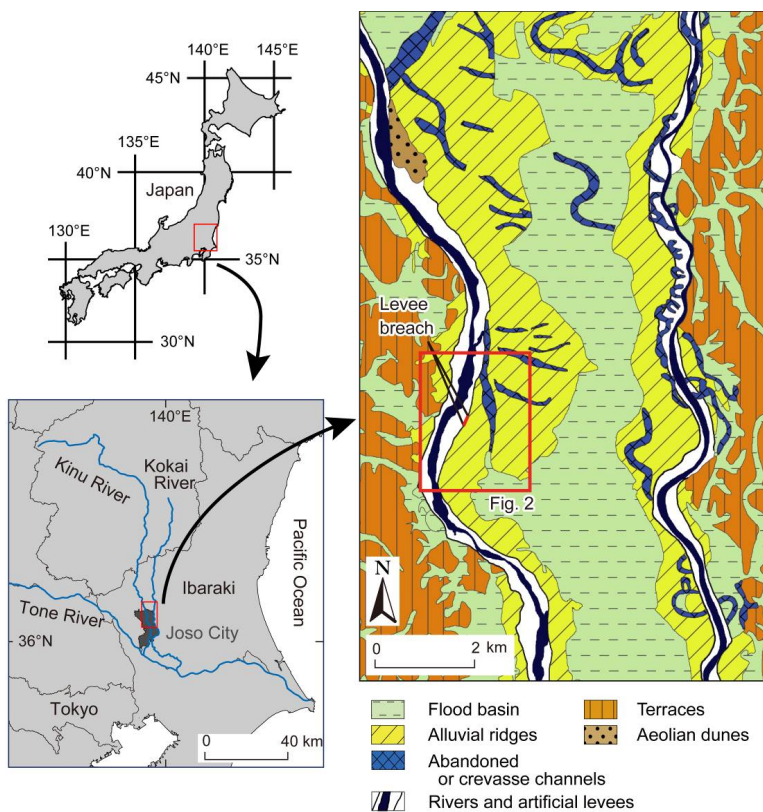 140°E
145°E
45°N
135°E
40°N
Japan
130°E
35°N
30°N
140°E
Kinu River
Kokai
River
Pacific Ocean
Ibaraki
Tone River
Joso City
36°N
Tokyo
0
40 km
Levee
breach
Fig. 2
N
0
2 km
Flood basin
Terraces
Alluvial ridges
Aeolian dunes
Abandoned
or crevasse channels
Rivers and artificial levees